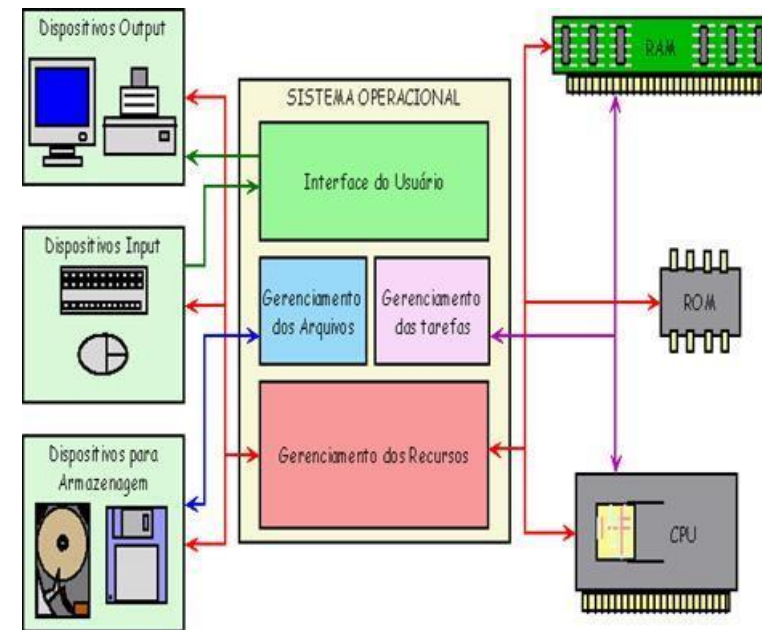 Dispositivos Output
SISTEMA OPERACIONAL
Interface do Usuário
Dispositivos Input
Gerenciamento
dos Arquivos
Gerenciamento
das tarefas
Gerenciamento dos Recursos
Dispositivos para
Armazenagem
RAM
ROM
CPU